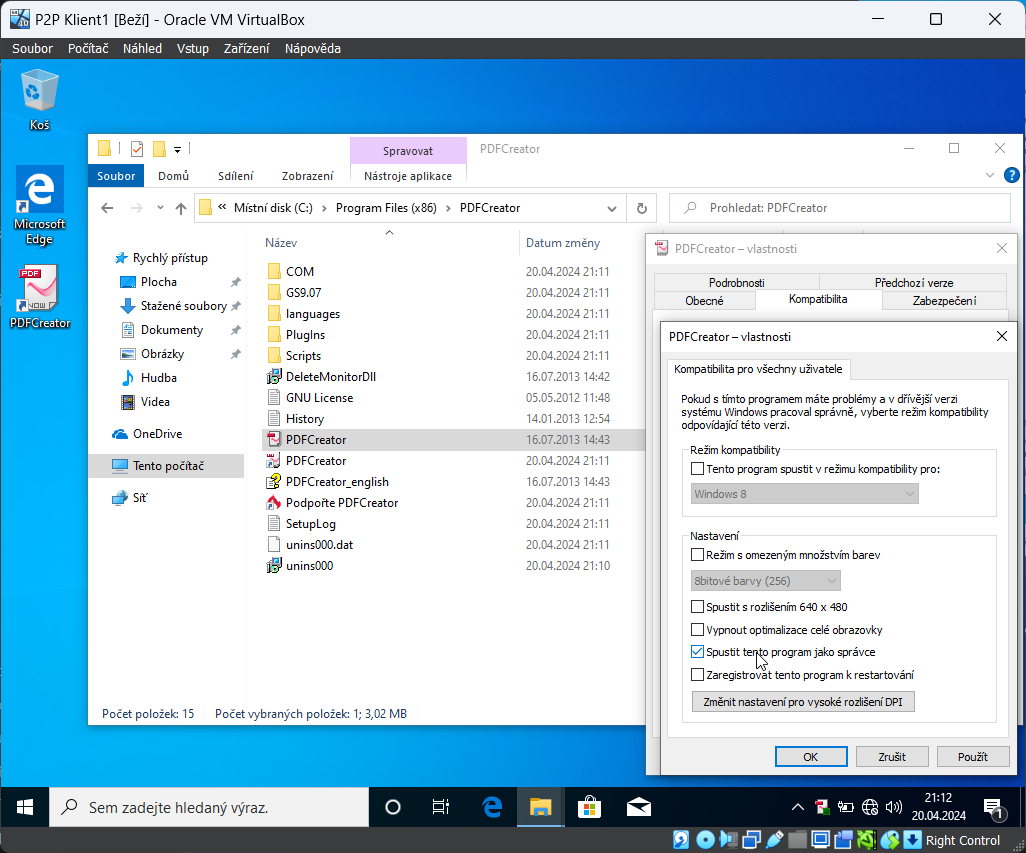 P2P Klient1 [Beží] - Oracle VM VirtualBox
Soubor Počítač Náhled Vstup Zařízení Nápověda
Koš
Microsoft
Edge
PDF
NOW
PDFCreator
Spravovat PDFCreator
Soubor Domů Sdílení Zobrazení Nástroje aplikace
« Místní disk (C:) › Program Files (x86) › PDFCreator
Prohledat: PDFCreator
Rychlý přístup
Plocha
Stažené soubory
Dokumenty
Obrázky
Hudba
Videa
OneDrive
Tento počítač
Síť
Název Datum změny
COM 20.04.2024 21:11
GS9.07 20.04.2024 21:11
languages 20.04.2024 21:11
PlugIns 20.04.2024 21:11
Scripts 20.04.2024 21:11
DeleteMonitorDll 16.07.2013 14:42
GNU License 05.05.2012 11:48
History 14.01.2013 12:54
PDFCreator 16.07.2013 14:43
PDFCreator 20.04.2024 21:11
PDFCreator_english 16.07.2013 14:43
Podpořte PDFCreator 20.04.2024 21:11
SetupLog 20.04.2024 21:11
unins000.dat 20.04.2024 21:11
unins000 20.04.2024 21:10
Počet položek: 15 Počet vybraných položek: 1; 3,02 MB
PDFCreator – vlastnosti
Podrobnosti Předchozí verze
Obecné Kompatibilita Zabezpečení
PDFCreator – vlastnosti
Kompatibilita pro všechny uživatele
Pokud s tímto programem máte problémy a v dřívější verzi
systému Windows pracoval správně, vyberte režim kompatibility
odpovídající této verzi.
Režim kompatibility
Tento program spustit v režimu kompatibility pro:
Windows 8
Nastavení
Režim s omezeným množstvím barev
8bitové barvy (256)
Spustit s rozlišením 640 x 480
Vypnout optimalizace celé obrazovky
Spustit tento program jako správce
Zaregistrovat tento program k restartování
Změnit nastavení pro vysoké rozlišení DPI
OK Zrušit Použít
Sem zadejte hledaný výraz.
21:12
20.04.2024
1
Right Control